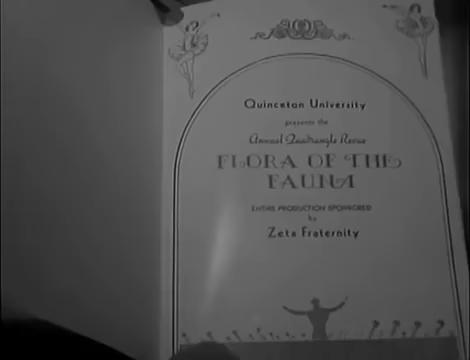 Quinceton University
presents the
Annual Quadrangle Revue
FLORA OF THE
FAUNA
ENTIRE PRODUCTION SPONSORED
by
Zeta Fraternity